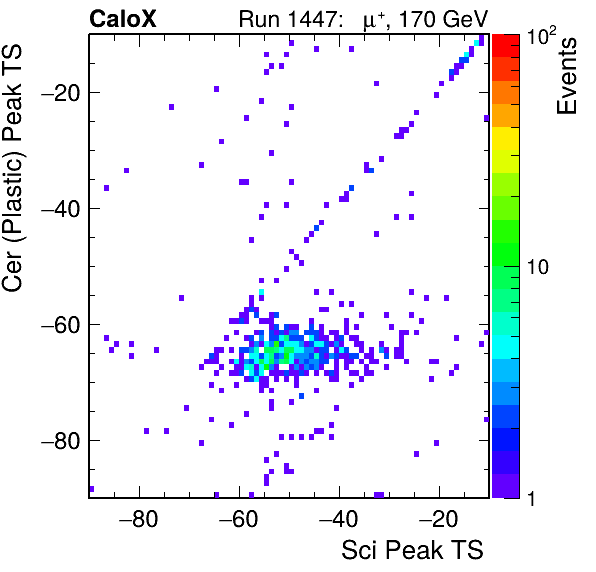 CaloX Run 1447: μ⁺, 170 GeV
Cer (Plastic) Peak TS
−20
−40
−60
−80
−80 −60 −40 −20
Sci Peak TS
10²
10
1
Events